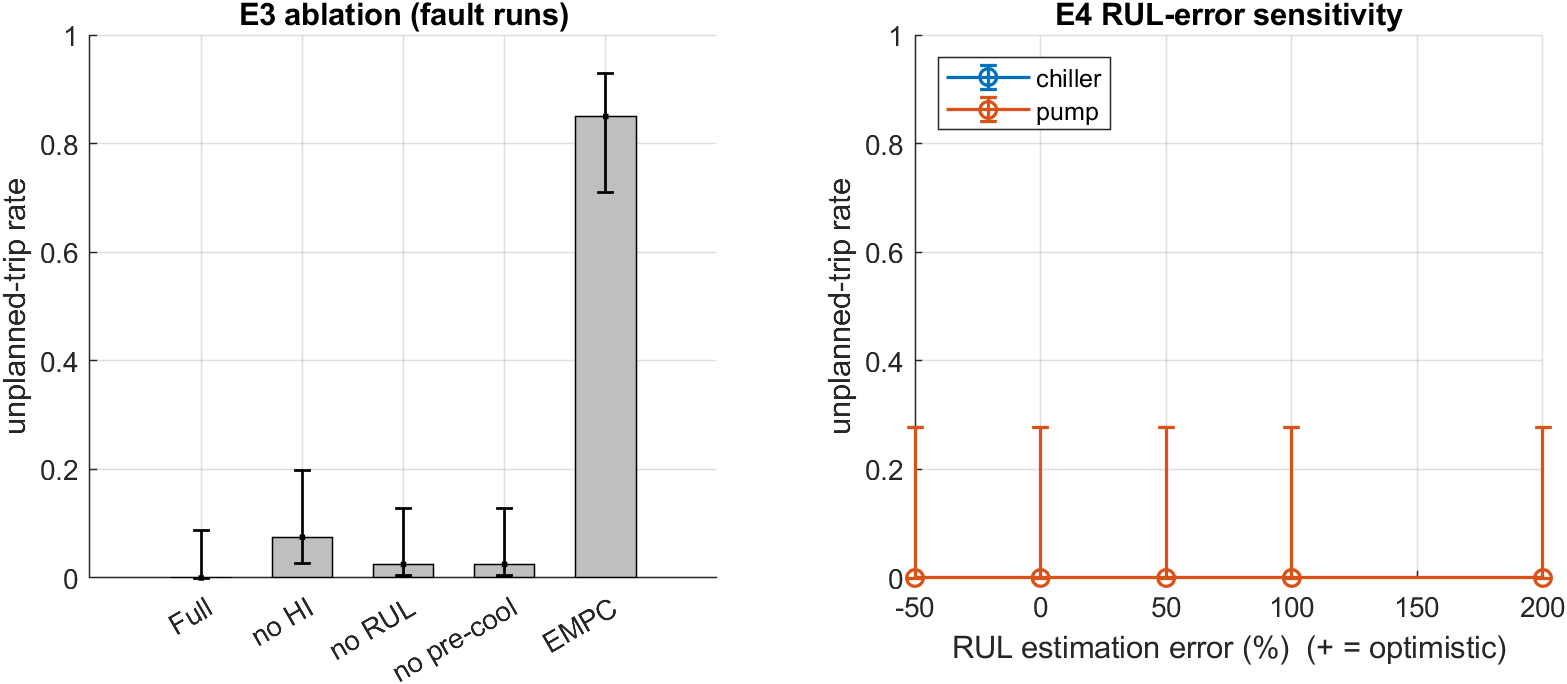 E3 ablation (fault runs)
unplanned-trip rate
1
0.8
0.6
0.4
0.2
0
Full
no HI
no RUL
no pre-cool
EMPC
E4 RUL-error sensitivity
unplanned-trip rate
1
0.8
0.6
0.4
0.2
0
chiller
pump
-50
0
50
100
150
200
RUL estimation error (%) (+ = optimistic)